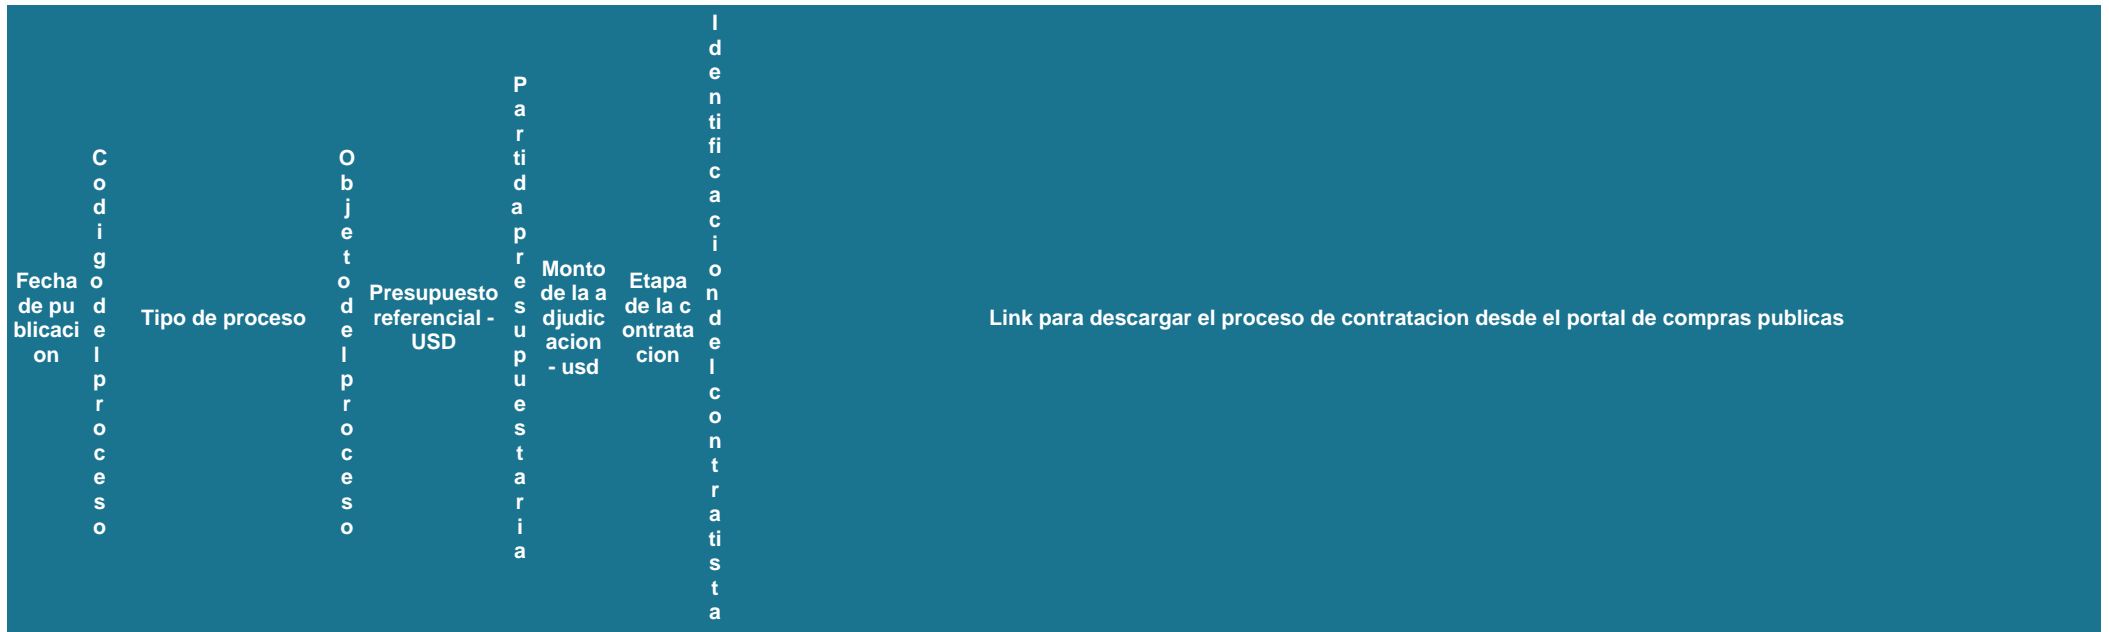 Fecha
de pu
blicaci
on
C
o
d
i
g
o
d
e
l
p
r
o
c
e
s
o
Tipo de proceso
O
b
j
e
t
o
d
e
l
p
r
o
c
e
s
o
Presupuesto
referencial -
USD
P
a
r
ti
d
a
p
r
e
s
u
p
u
e
s
t
a
r
i
a
Monto
de la a
djudic
acion
- usd
Etapa
de la c
ontrata
cion
I
d
e
n
ti
fi
c
a
c
i
o
n
d
e
l
c
o
n
t
r
a
ti
s
t
a
Link para descargar el proceso de contratacion desde el portal de compras publicas